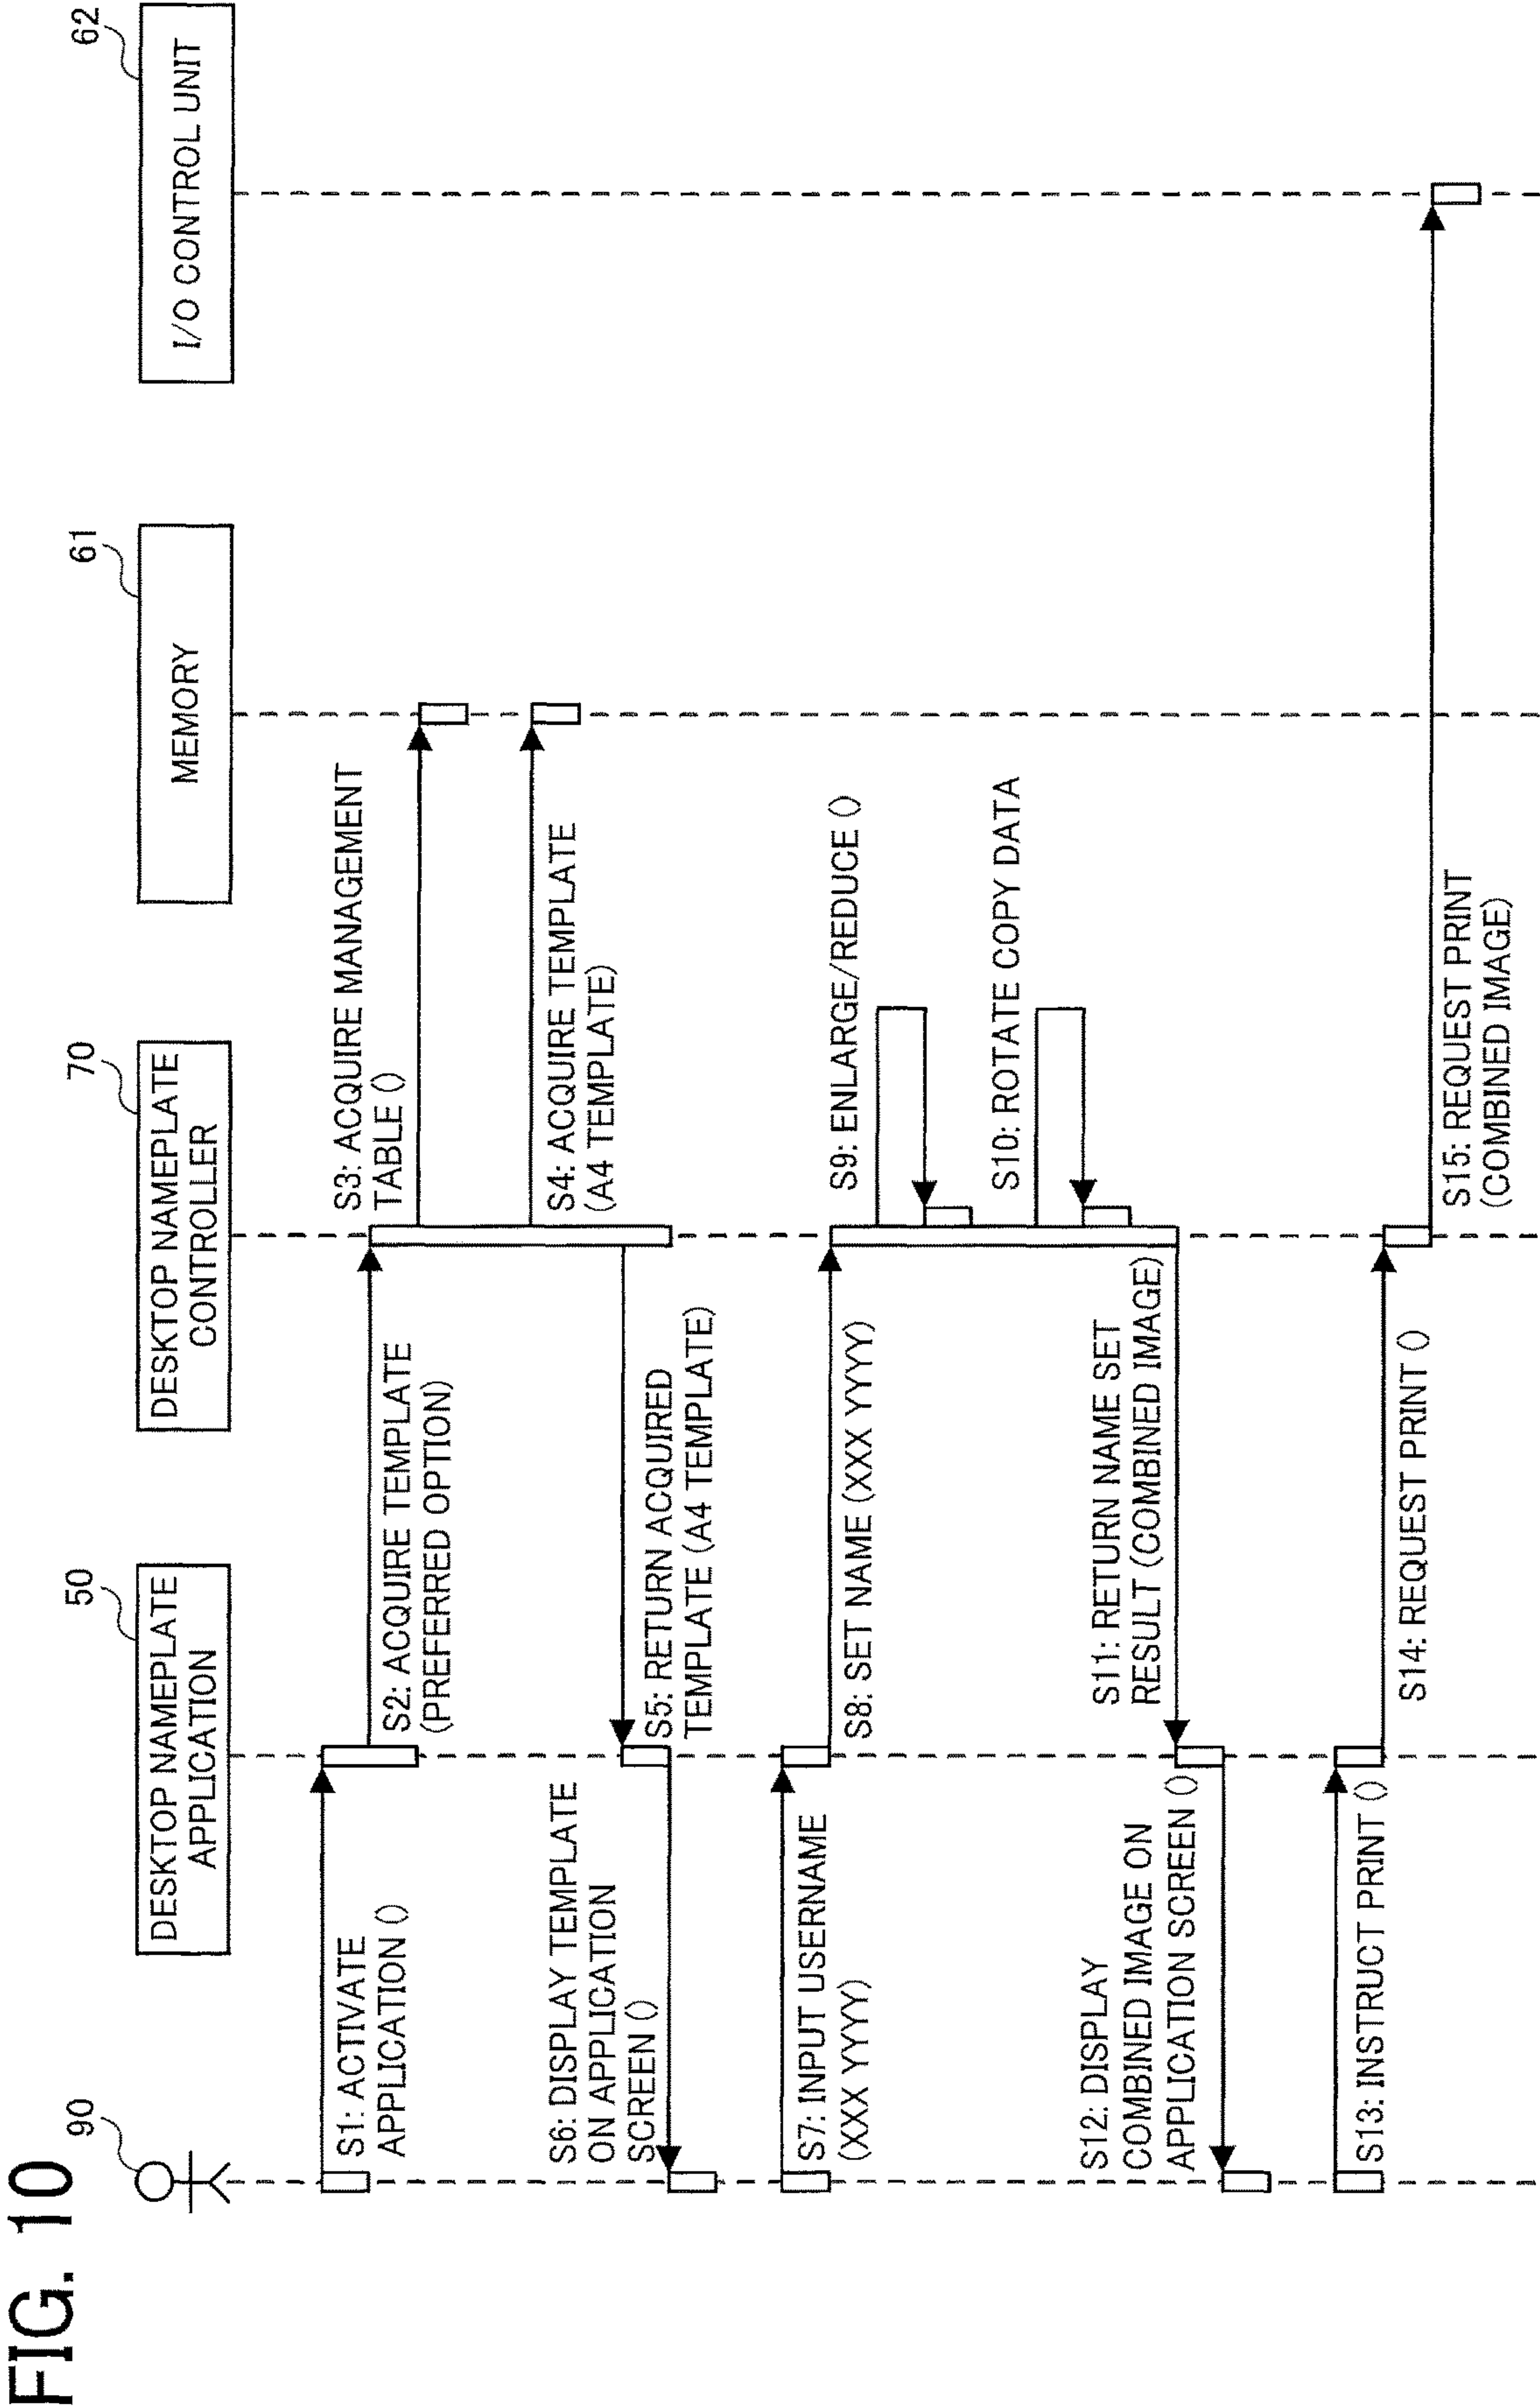 FIG. 10
90
50
DESKTOP NAMEPLATE
APPLICATION
70
DESKTOP NAMEPLATE
CONTROLLER
61
MEMORY
62
I/O CONTROL UNIT
S1: ACTIVATE
APPLICATION ()
S2: ACQUIRE TEMPLATE
(PREFERRED OPTION)
S3: ACQUIRE MANAGEMENT
TABLE ()
S4: ACQUIRE TEMPLATE
(A4 TEMPLATE)
S5: RETURN ACQUIRED
TEMPLATE (A4 TEMPLATE)
S6: DISPLAY TEMPLATE
ON APPLICATION
SCREEN ()
S7: INPUT USERNAME
(XXX YYYY)
S8: SET NAME (XXX YYYY)
S9: ENLARGE/REDUCE ()
S10: ROTATE COPY DATA
S11: RETURN NAME SET
RESULT (COMBINED IMAGE)
S12: DISPLAY
COMBINED IMAGE ON
APPLICATION SCREEN ()
S13: INSTRUCT PRINT ()
S14: REQUEST PRINT ()
S15: REQUEST PRINT
(COMBINED IMAGE)